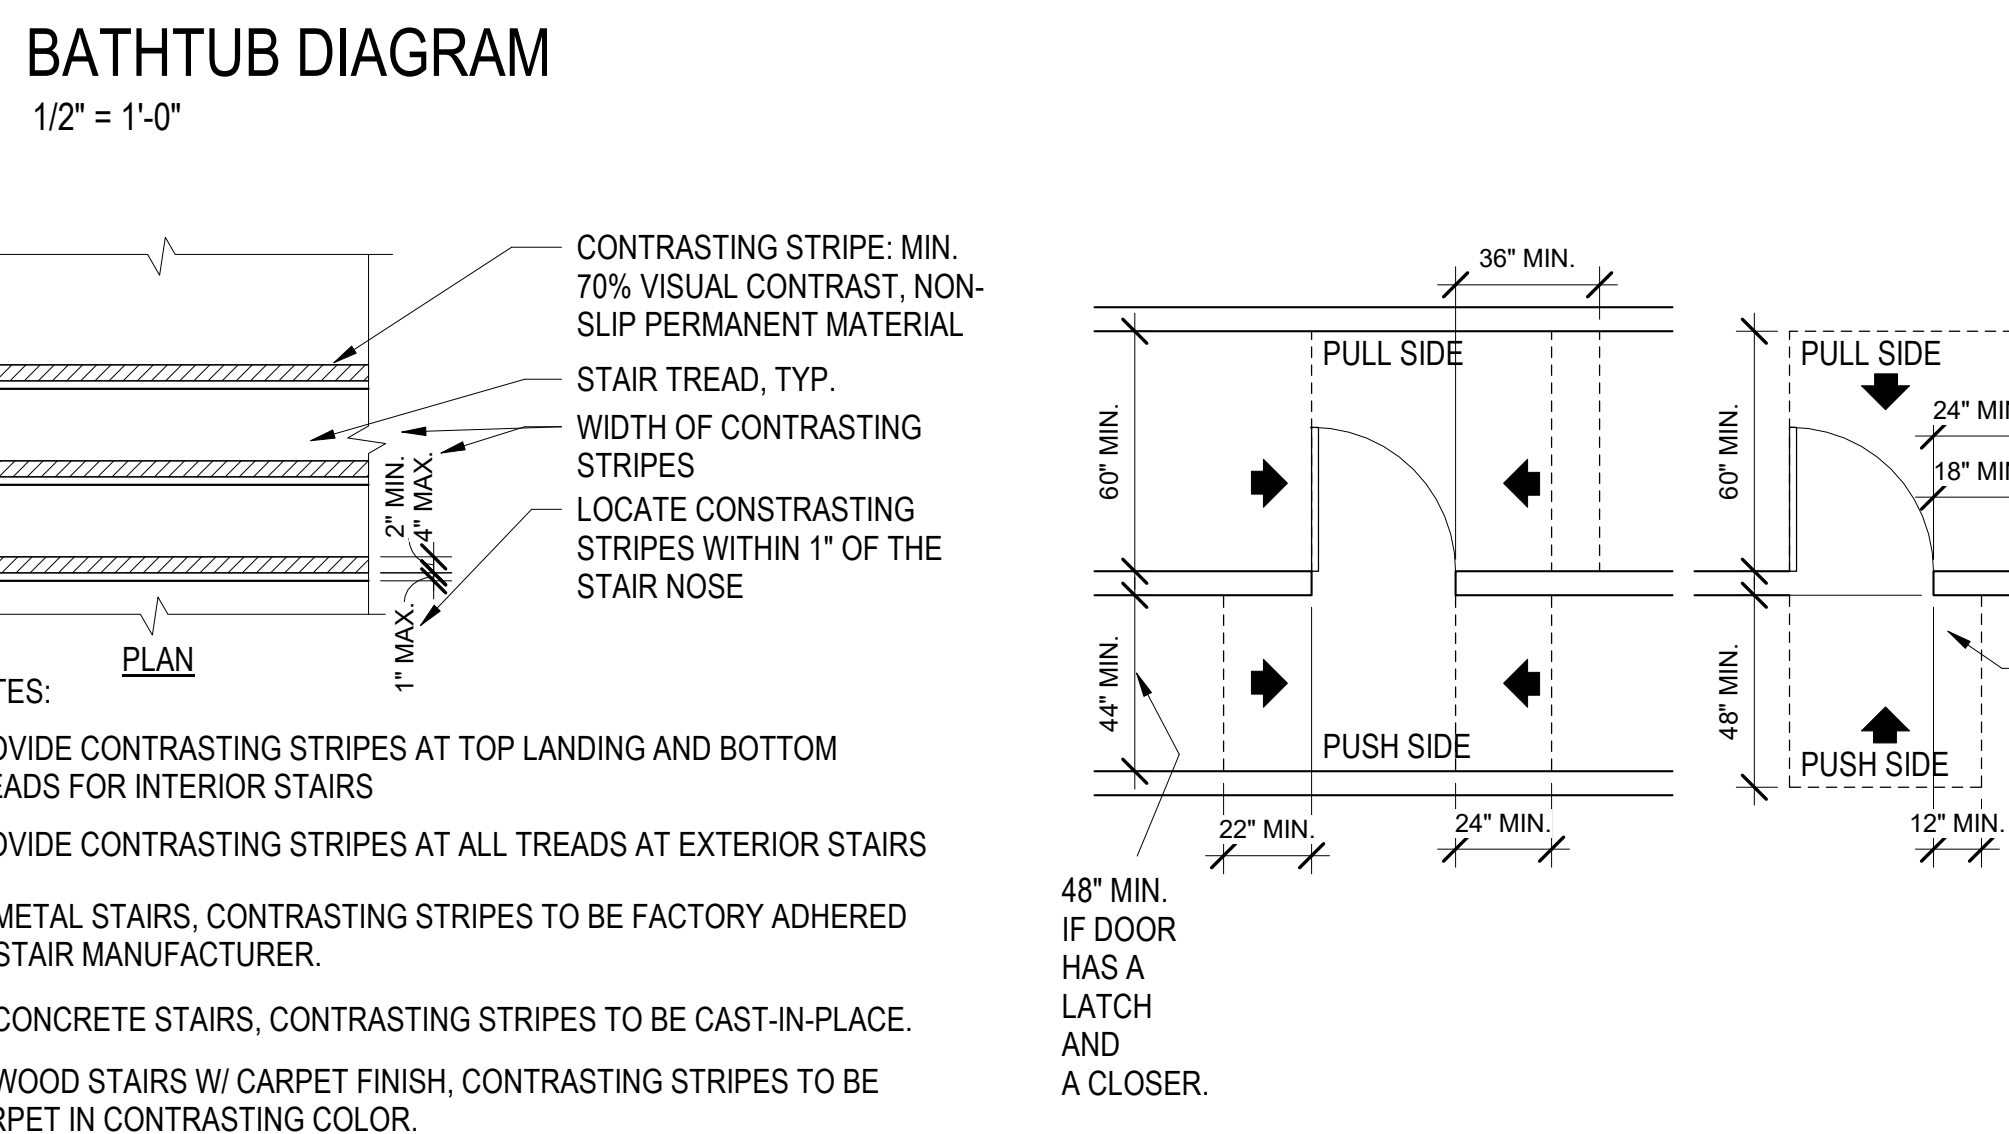 BATHTUB DIAGRAM
1/2" = 1'-0"
CONTRASTING STRIPE: MIN.
70% VISUAL CONTRAST, NON-
SLIP PERMANENT MATERIAL
STAIR TREAD, TYP.
WIDTH OF CONTRASTING
STRIPES
LOCATE CONSTRASTING
STRIPES WITHIN 1" OF THE
STAIR NOSE
2" MIN.
4" MAX.
1" MAX.
PLAN
TES:
OVIDE CONTRASTING STRIPES AT TOP LANDING AND BOTTOM
EADS FOR INTERIOR STAIRS
OVIDE CONTRASTING STRIPES AT ALL TREADS AT EXTERIOR STAIRS
METAL STAIRS, CONTRASTING STRIPES TO BE FACTORY ADHERED
STAIR MANUFACTURER.
CONCRETE STAIRS, CONTRASTING STRIPES TO BE CAST-IN-PLACE.
WOOD STAIRS W/ CARPET FINISH, CONTRASTING STRIPES TO BE
RPET IN CONTRASTING COLOR.
36" MIN.
PULL SIDE
60" MIN.
44" MIN.
PUSH SIDE
22" MIN.
24" MIN.
48" MIN.
IF DOOR
HAS A
LATCH
AND
A CLOSER.
PULL SIDE
24" MIN
18" MIN
60" MIN.
48" MIN.
PUSH SIDE
12" MIN.